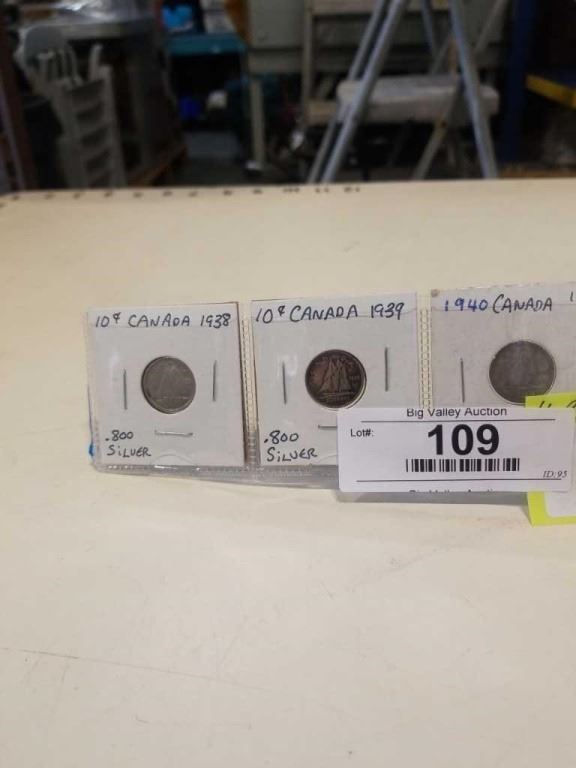 10¢ CANADA 1938
.800
SILVER
10¢ CANADA 1939
.800
SILVER
1940 CANADA
Big Valley Auction
Lot#:
109
ID:95